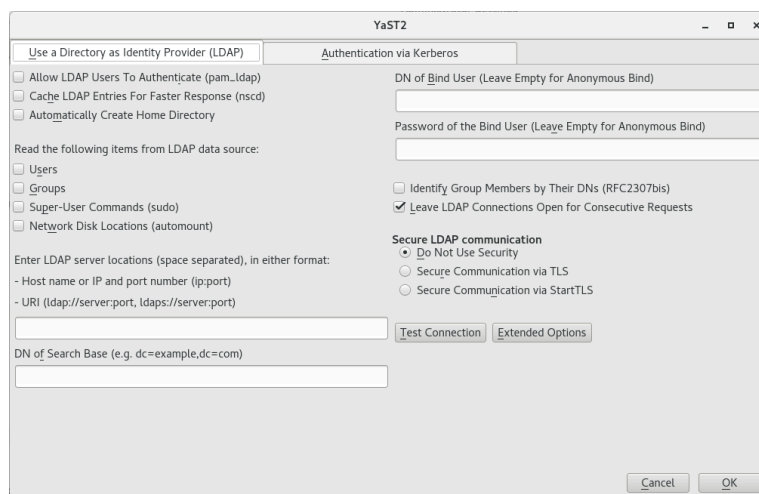 YaST2
Use a Directory as Identity Provider (LDAP)
Authentication via Kerberos
Allow LDAP Users To Authenticate (pam_ldap)
Cache LDAP Entries For Faster Response (nscd)
Automatically Create Home Directory
Read the following items from LDAP data source:
Users
Groups
Super-User Commands (sudo)
Network Disk Locations (automount)
Enter LDAP server locations (space separated), in either format:
- Host name or IP and port number (ip:port)
- URI (ldap://server:port, ldaps://server:port)
DN of Search Base (e.g. dc=example,dc=com)
DN of Bind User (Leave Empty for Anonymous Bind)
Password of the Bind User (Leave Empty for Anonymous Bind)
Identify Group Members by Their DNs (RFC2307bis)
Leave LDAP Connections Open for Consecutive Requests
Secure LDAP communication
Do Not Use Security
Secure Communication via TLS
Secure Communication via StartTLS
Test Connection
Extended Options
Cancel
OK